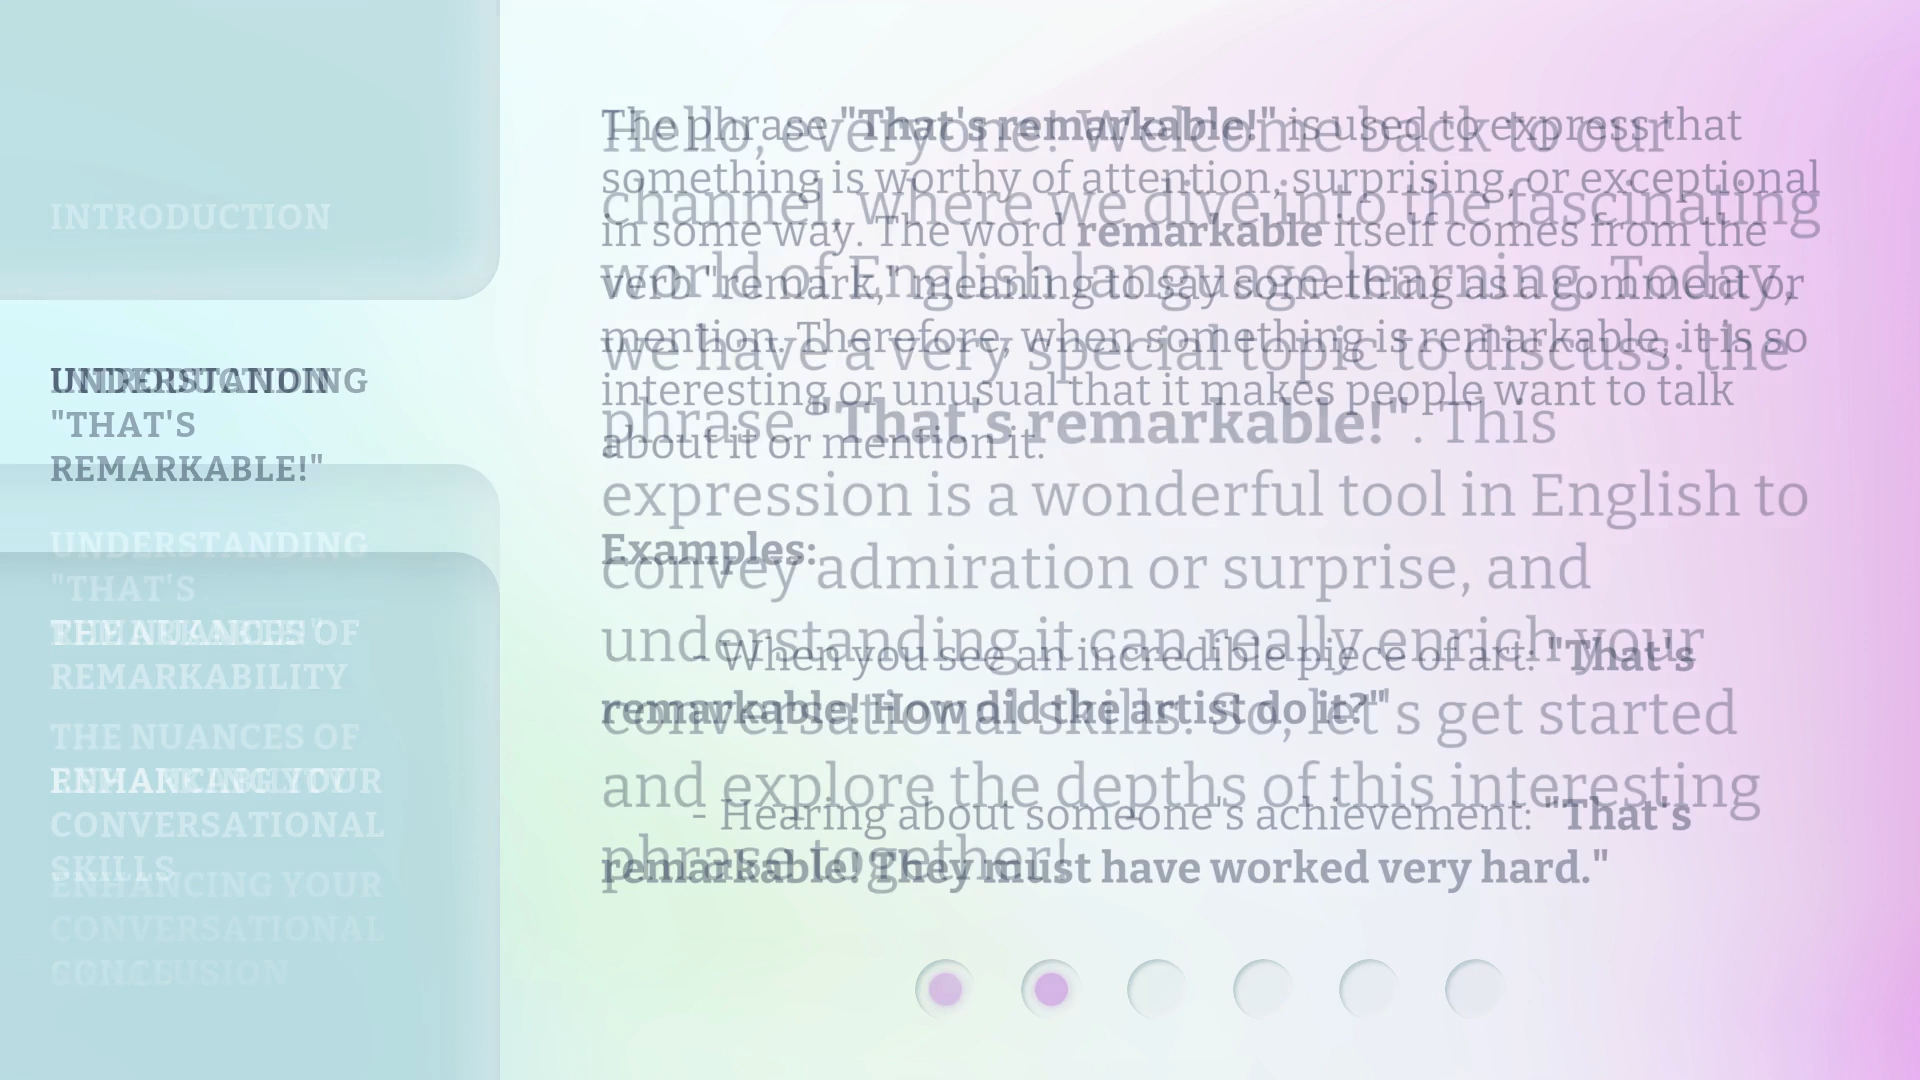 INTRODUCTION
UNDERSTANDING
"THAT'S
REMARKABLE!"
INTRODUCTION
UNDERSTANDING
"THAT'S
REMARKABLE!"
THE NUANCES OF
REMARKABILITY
THE NUANCES OF
REMARKABILITY
ENHANCING YOUR
CONVERSATIONAL
SKILLS
ENHANCING YOUR
CONVERSATIONAL
SKILLS
CONCLUSION
The phrase "That's remarkable!" is used to express that
something is worthy of attention, surprising, or exceptional
in some way. The word remarkable itself comes from the
verb "remark," meaning to say something as a comment or
mention. Therefore, when something is remarkable, it is so
interesting or unusual that it makes people want to talk
about it or mention it.
Examples:
- When you see an incredible piece of art: "That's
remarkable! How did the artist do it?"
- Hearing about someone's achievement: "That's
remarkable! They must have worked very hard."
Hello, everyone! Welcome back to our
channel, where we dive into the fascinating
world of English language learning. Today,
we have a very special topic to discuss: the
phrase "That's remarkable!". This
expression is a wonderful tool in English to
convey admiration or surprise, and
understanding it can really enrich your
conversational skills. So, let's get started
and explore the depths of this interesting
phrase together!